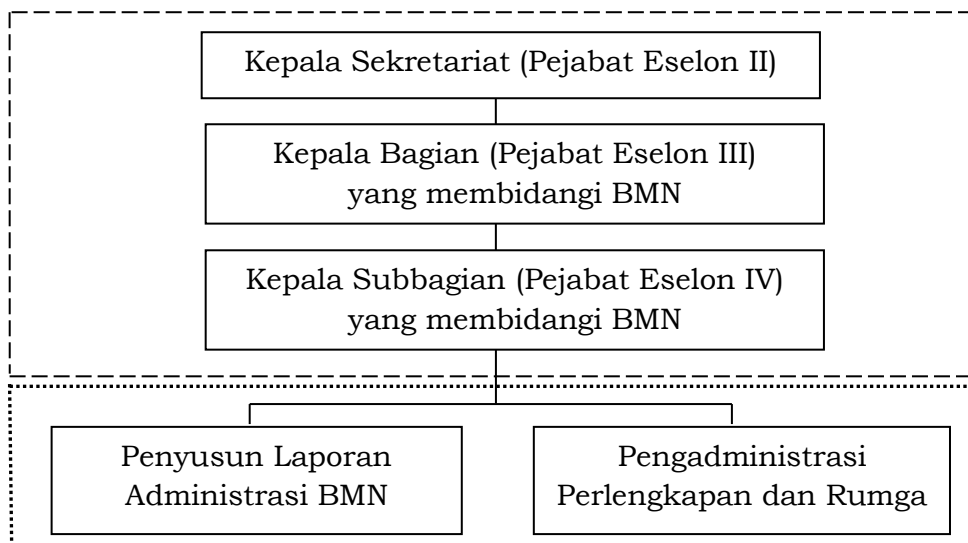 Kepala Sekretariat (Pejabat Eselon II)
Kepala Bagian (Pejabat Eselon III)
yang membidangi BMN
Kepala Subbagian (Pejabat Eselon IV)
yang membidangi BMN
Penyusun Laporan
Administrasi BMN
Pengadministrasi
Perlengkapan dan Rumga